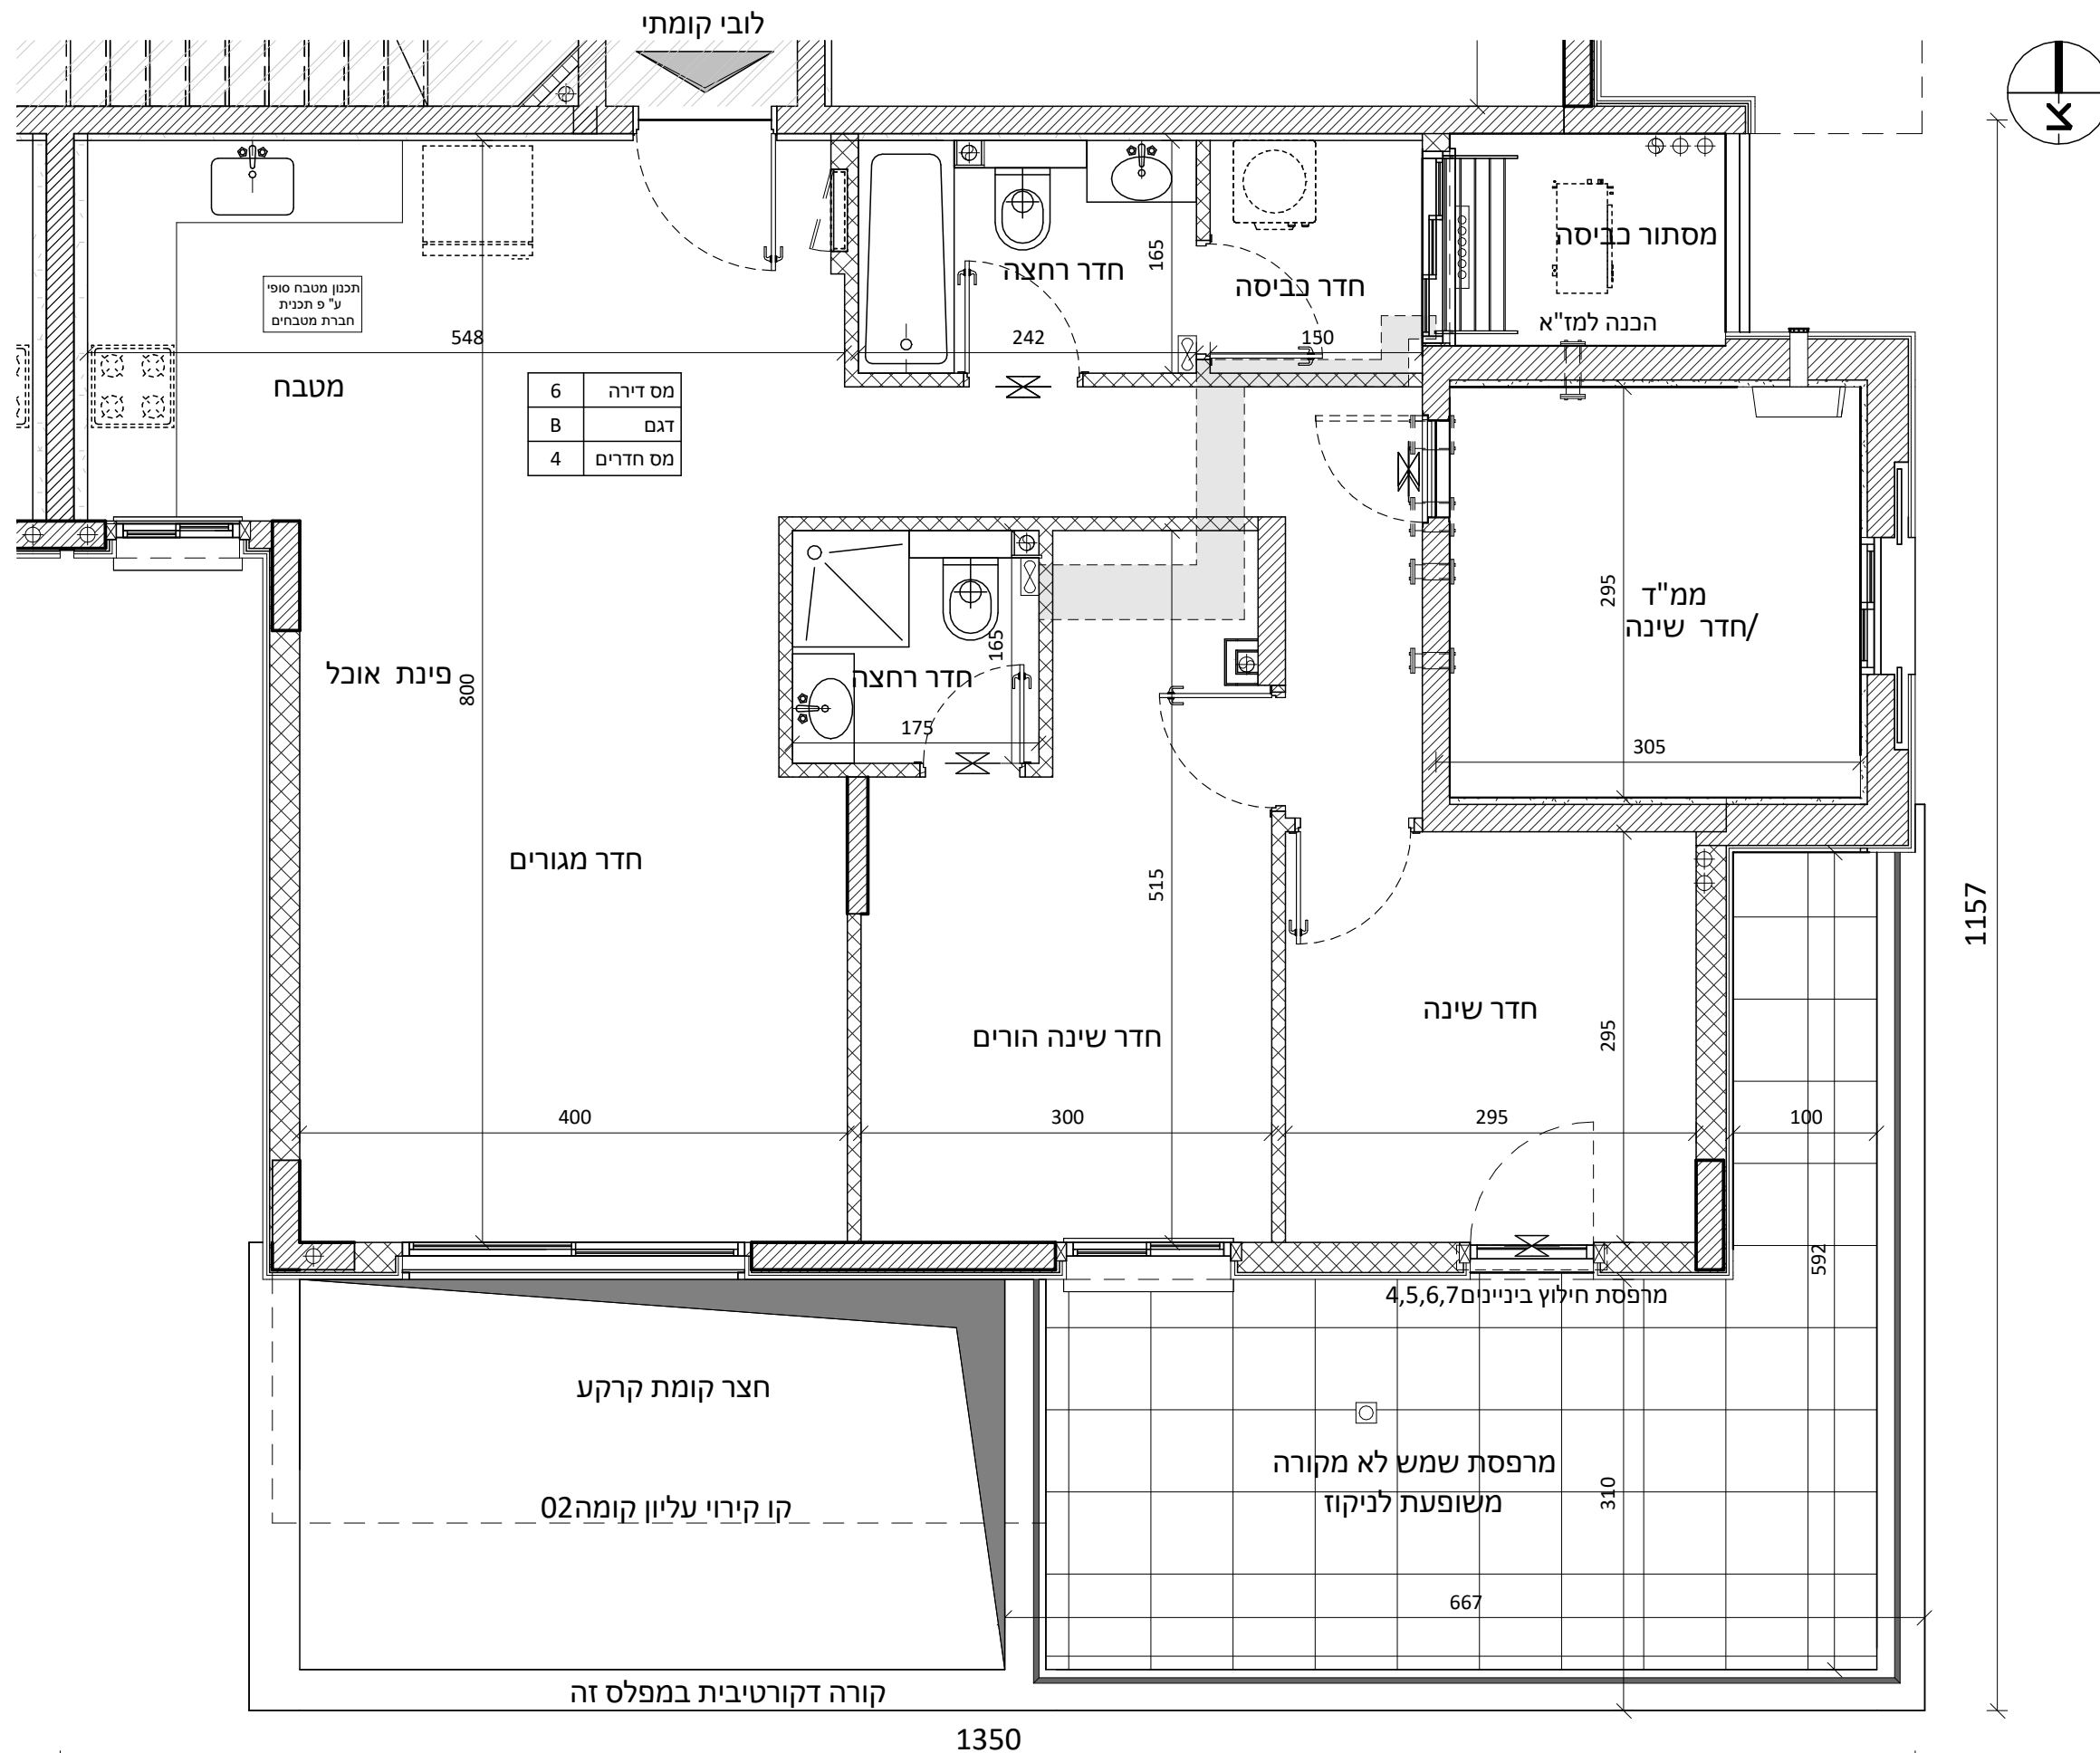 לובי קומתי
א
חדר רחצה
165
חדר כביסה
מסתור כביסה
הכנה למז"א
תכנון מטבח סופי
ע"פ תכנית
חברת מטבחים
548
242
150
מטבח
מס דירה 6
דגם B
מס חדרים 4
פינת אוכל
800
חדר רחצה
165
175
295
ממ"ד
/חדר שינה
305
חדר מגורים
515
1157
חדר שינה הורים
חדר שינה
295
400
300
295
100
592
מרפסת חילוץ ביניינים4,5,6,7
חצר קומת קרקע
מרפסת שמש לא מקורה
משופעת לניקוז
310
קו קירוי עליון קומה02
667
קורה דקורטיבית במפלס זה
1350